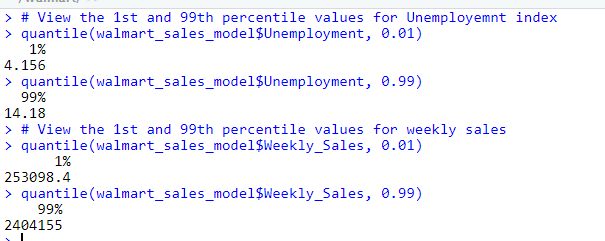 > # View the 1st and 99th percentile values for Unemployemnt index
> quantile(walmart_sales_model$Unemployment, 0.01)
1%
4.156
> quantile(walmart_sales_model$Unemployment, 0.99)
99%
14.18
> # View the 1st and 99th percentile values for weekly sales
> quantile(walmart_sales_model$Weekly_Sales, 0.01)
1%
253098.4
> quantile(walmart_sales_model$Weekly_Sales, 0.99)
99%
2404155
>